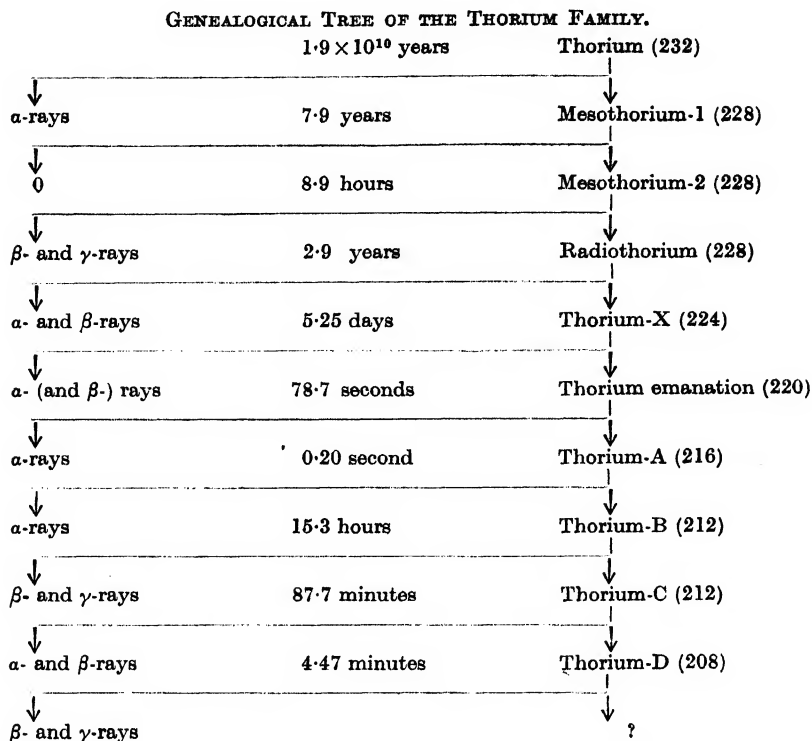 GENEALOGICAL TREE OF THE THORIUM FAMILY.
1·9 × 10¹⁰ years Thorium (232)
α-rays 7·9 years Mesothorium-1 (228)
0 8·9 hours Mesothorium-2 (228)
β- and γ-rays 2·9 years Radiothorium (228)
α- and β-rays 5·25 days Thorium-X (224)
α- (and β-) rays 78·7 seconds Thorium emanation (220)
α-rays 0·20 second Thorium-A (216)
α-rays 15·3 hours Thorium-B (212)
β- and γ-rays 87·7 minutes Thorium-C (212)
α- and β-rays 4·47 minutes Thorium-D (208)
β- and γ-rays ?